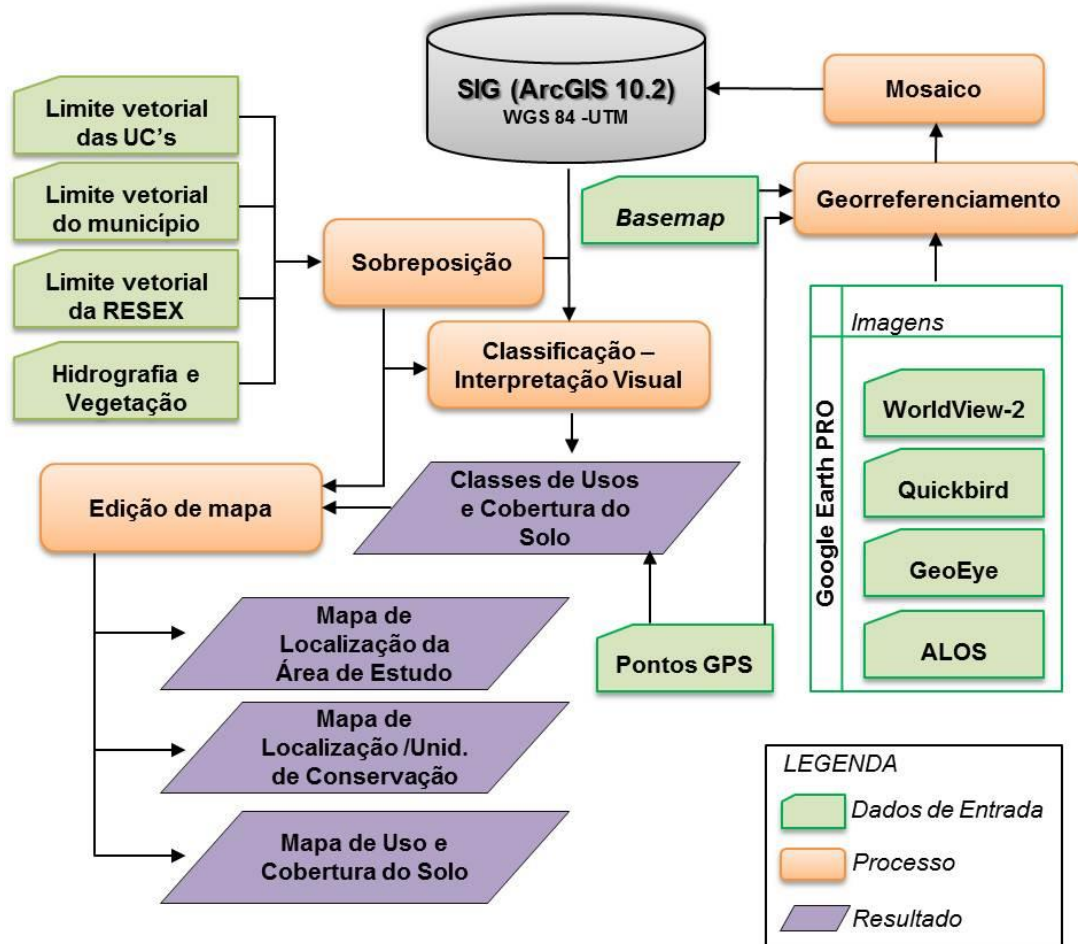 SIG (ArcGIS 10.2)
WGS 84 -UTM
Mosaico
Limite vetorial
das UC's
Limite vetorial
do município
Limite vetorial
da RESEX
Hidrografia e
Vegetação
Sobreposição
Basemap
Georreferenciamento
Classificação –
Interpretação Visual
Google Earth PRO
Imagens
WorldView-2
Quickbird
GeoEye
ALOS
Edição de mapa
Classes de Usos
e Cobertura do
Solo
Pontos GPS
Mapa de
Localização da
Área de Estudo
Mapa de
Localização /Unid.
de Conservação
Mapa de Uso e
Cobertura do Solo
LEGENDA
Dados de Entrada
Processo
Resultado